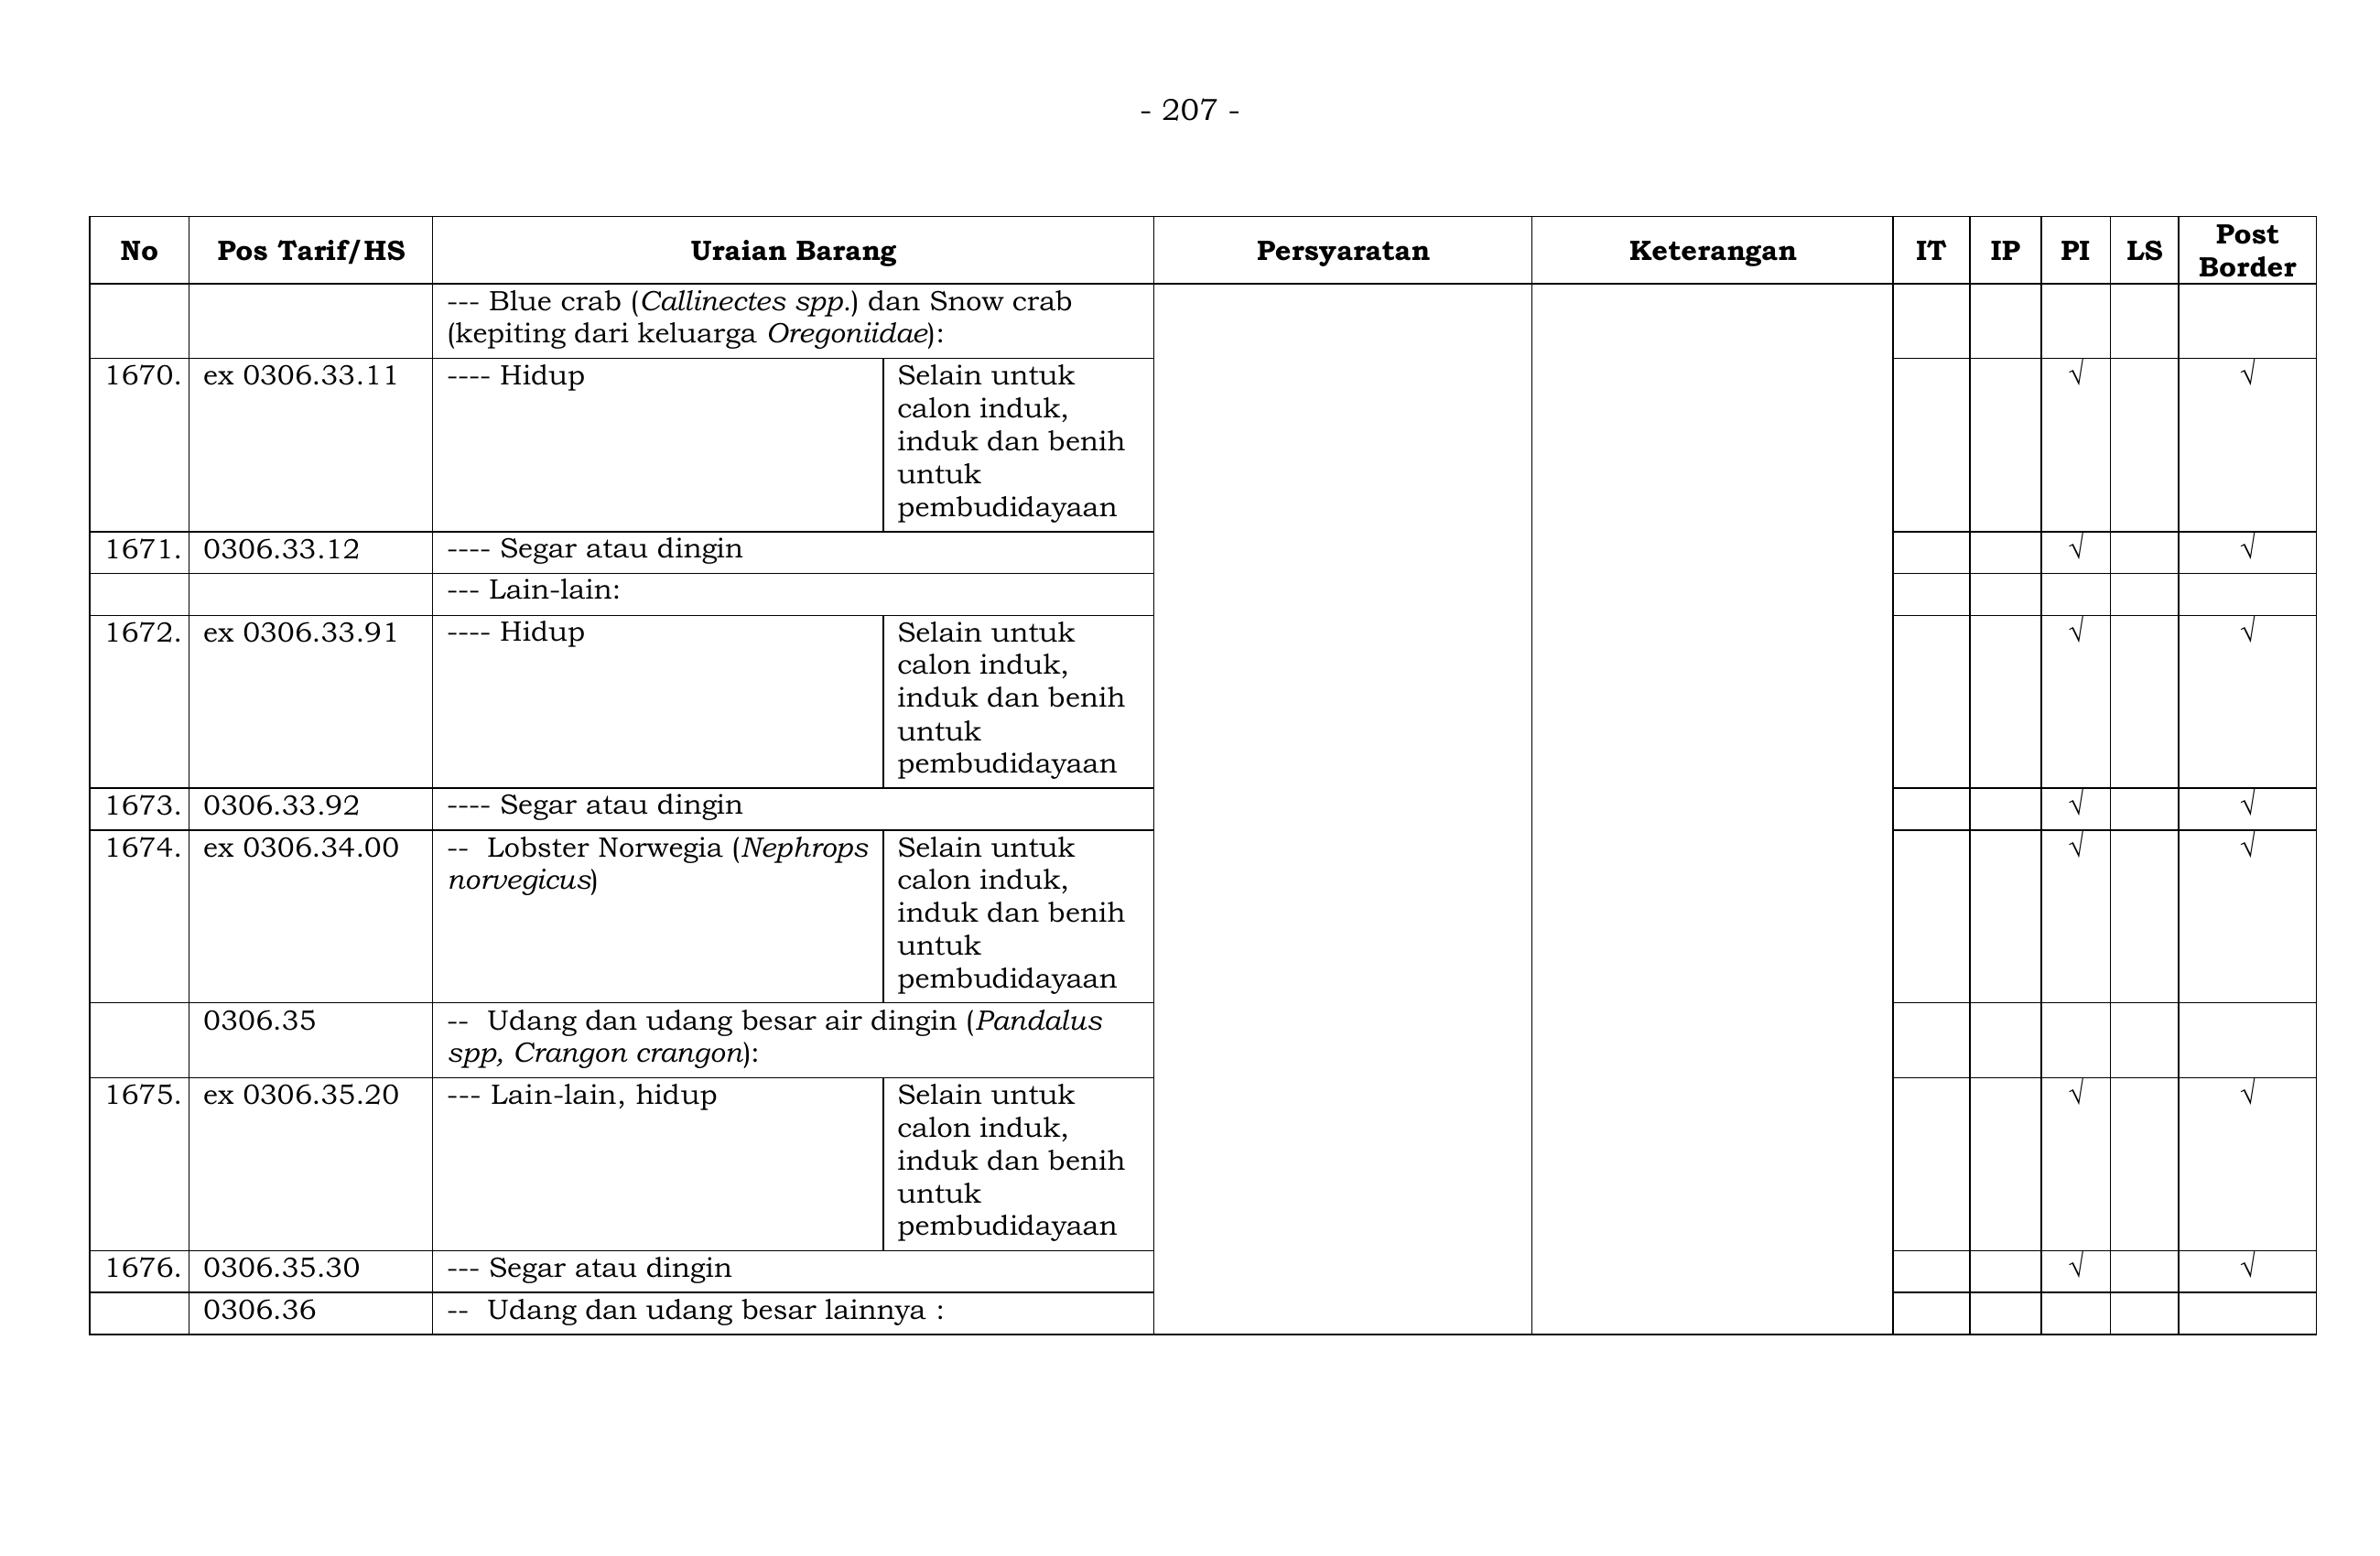 - 207 -
No Pos Tarif/HS Uraian Barang Persyaratan Keterangan IT IP PI LS Post Border
--- Blue crab (Callinectes spp.) dan Snow crab
(kepiting dari keluarga Oregoniidae):
1670. ex 0306.33.11 ---- Hidup Selain untuk √ √
calon induk,
induk dan benih
untuk
pembudidayaan
1671. 0306.33.12 ---- Segar atau dingin √ √
--- Lain-lain:
1672. ex 0306.33.91 ---- Hidup Selain untuk √ √
calon induk,
induk dan benih
untuk
pembudidayaan
1673. 0306.33.92 ---- Segar atau dingin √ √
1674. ex 0306.34.00 -- Lobster Norwegia (Nephrops Selain untuk √ √
norvegicus) calon induk,
induk dan benih
untuk
pembudidayaan
0306.35 -- Udang dan udang besar air dingin (Pandalus
spp, Crangon crangon):
1675. ex 0306.35.20 --- Lain-lain, hidup Selain untuk √ √
calon induk,
induk dan benih
untuk
pembudidayaan
1676. 0306.35.30 --- Segar atau dingin √ √
0306.36 -- Udang dan udang besar lainnya :